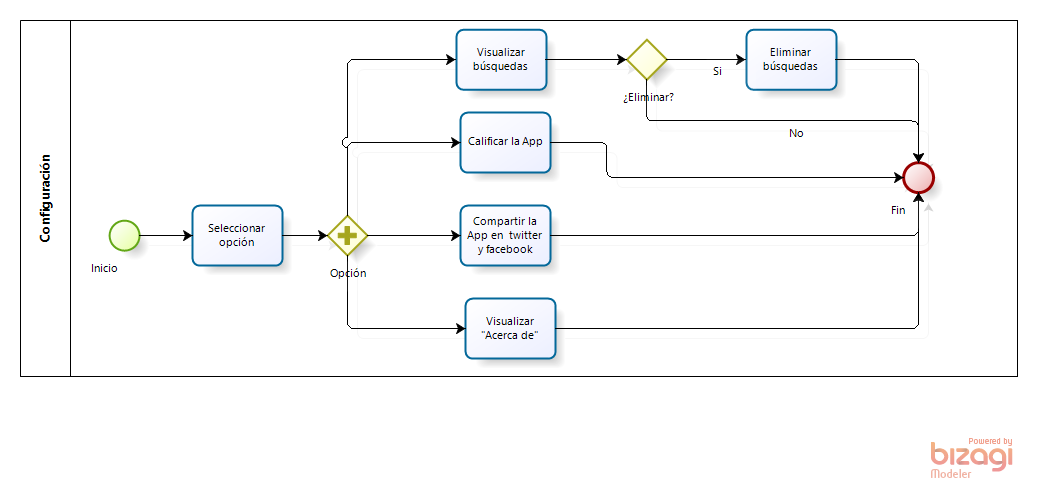 Configuración
Inicio
Seleccionar
opción
Opción
Visualizar
búsquedas
¿Eliminar?
Si
Eliminar
búsquedas
No
Calificar la App
Compartir la
App en twitter
y facebook
Visualizar
"Acerca de"
Fin
Powered by
bizagi
Modeler